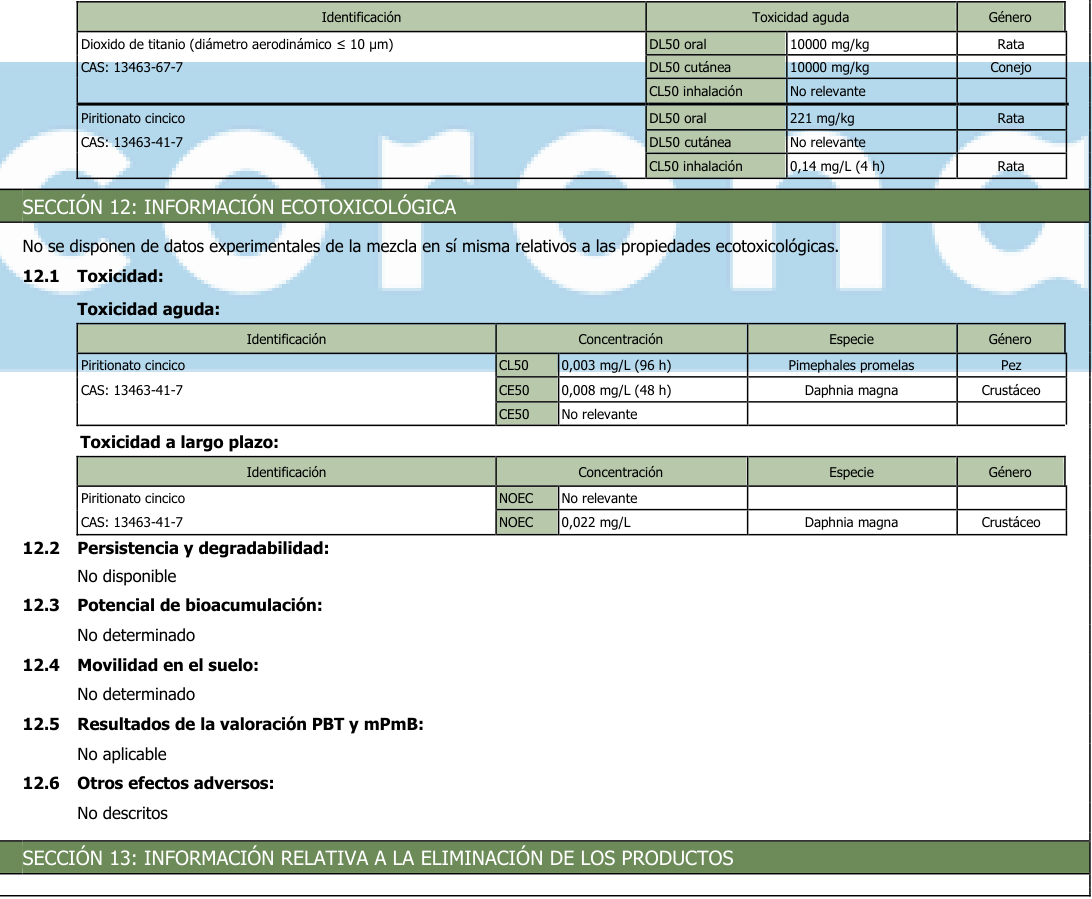 Identificación Toxicidad aguda Género
Dioxido de titanio (diámetro aerodinámico ≤ 10 µm) DL50 oral 10000 mg/kg Rata
CAS: 13463-67-7 DL50 cutánea 10000 mg/kg Conejo
CL50 inhalación No relevante
Piritionato cincico DL50 oral 221 mg/kg Rata
CAS: 13463-41-7 DL50 cutánea No relevante
CL50 inhalación 0,14 mg/L (4 h) Rata
corona
SECCIÓN 12: INFORMACIÓN ECOTOXICOLÓGICA
No se disponen de datos experimentales de la mezcla en sí misma relativos a las propiedades ecotoxicológicas.
12.1 Toxicidad:
Toxicidad aguda:
Identificación Concentración Especie Género
Piritionato cincico CL50 0,003 mg/L (96 h) Pimephales promelas Pez
CAS: 13463-41-7 CE50 0,008 mg/L (48 h) Daphnia magna Crustáceo
CE50 No relevante
Toxicidad a largo plazo:
Identificación Concentración Especie Género
Piritionato cincico NOEC No relevante
CAS: 13463-41-7 NOEC 0,022 mg/L Daphnia magna Crustáceo
12.2 Persistencia y degradabilidad:
No disponible
12.3 Potencial de bioacumulación:
No determinado
12.4 Movilidad en el suelo:
No determinado
12.5 Resultados de la valoración PBT y mPmB:
No aplicable
12.6 Otros efectos adversos:
No descritos
SECCIÓN 13: INFORMACIÓN RELATIVA A LA ELIMINACIÓN DE LOS PRODUCTOS